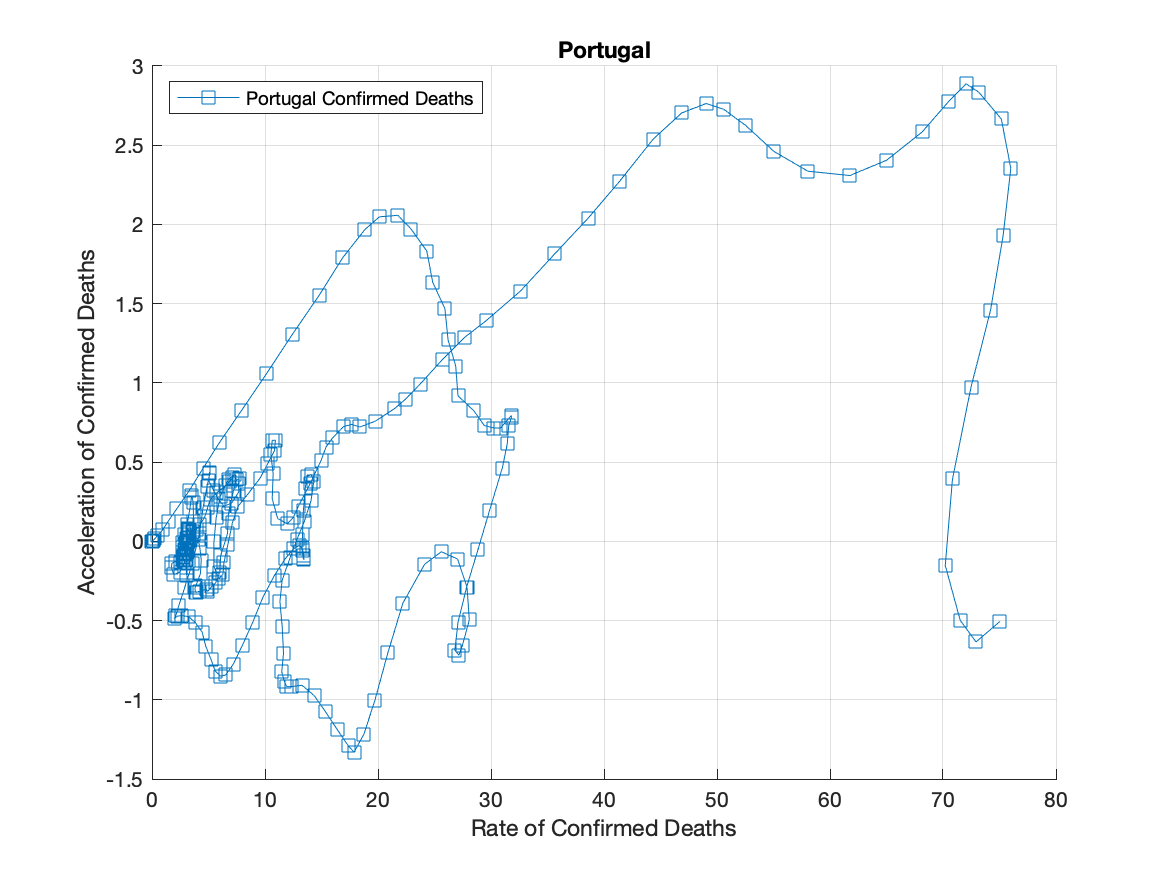 Portugal
Portugal Confirmed Deaths
3
2.5
2
1.5
1
0.5
0
-0.5
-1
-1.5
Acceleration of Confirmed Deaths
0 10 20 30 40 50 60 70 80
Rate of Confirmed Deaths